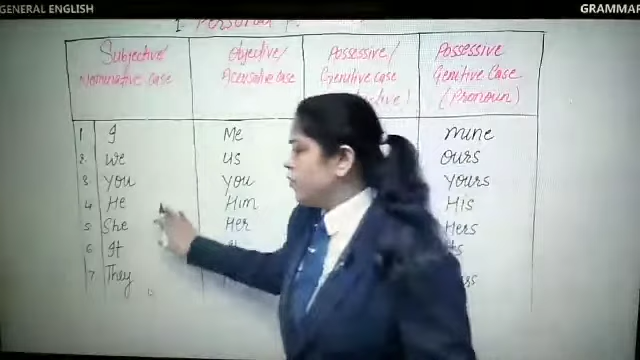 GENERAL ENGLISH
GRAMMAR
Personal
Subjective/ Objective/ Possessive/ Possessive
Nominative case Accusative case Genitive case Genitive Case
(Pronoun)
1 I Me mine
2 we us ours
3 you you yours
4 He Him His
5 She Her Hers
6 It
7 They